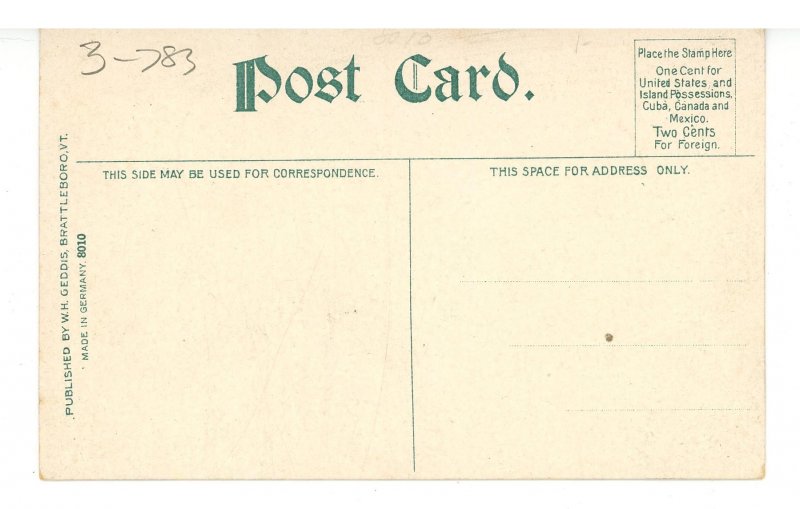 3-783
Post Card.
Place the Stamp Here
One Cent for
United States and
Island Possessions,
Cuba, Canada and
Mexico.
Two Cents
For Foreign.
THIS SIDE MAY BE USED FOR CORRESPONDENCE.
THIS SPACE FOR ADDRESS ONLY.
PUBLISHED BY W.H. GEDDIS, BRATTLEBORO, VT.
MADE IN GERMANY. 8010